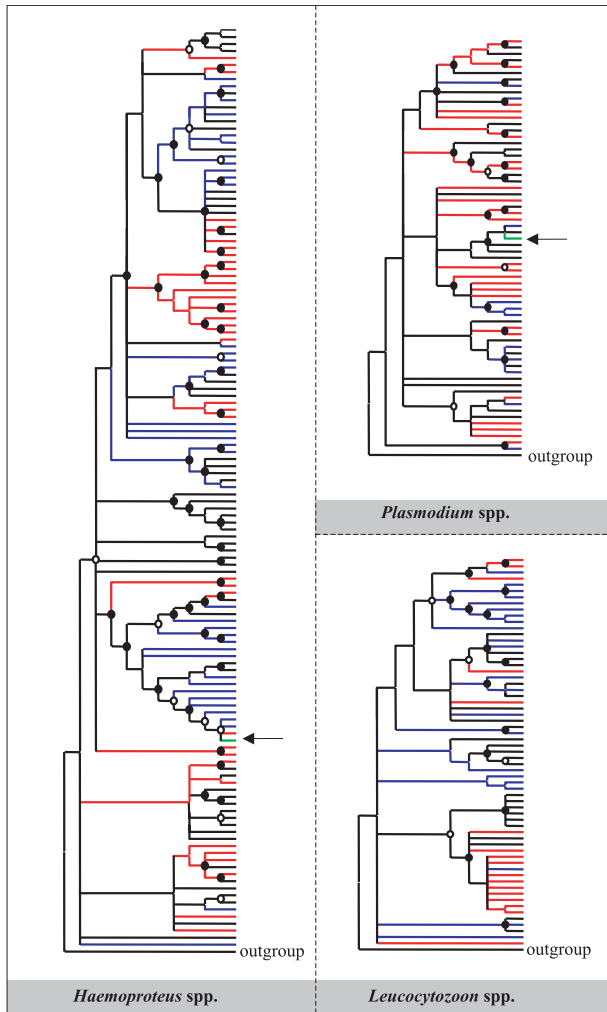 outgroup
Haemoproteus spp.
outgroup
Plasmodium spp.
outgroup
Leucocytozoon spp.